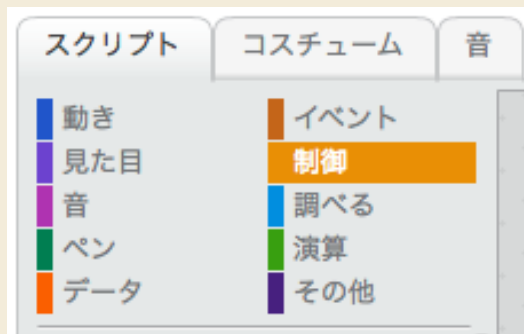 スクリプト コスチューム 音
動き イベント
見た目 制御
音 調べる
ペン 演算
データ その他